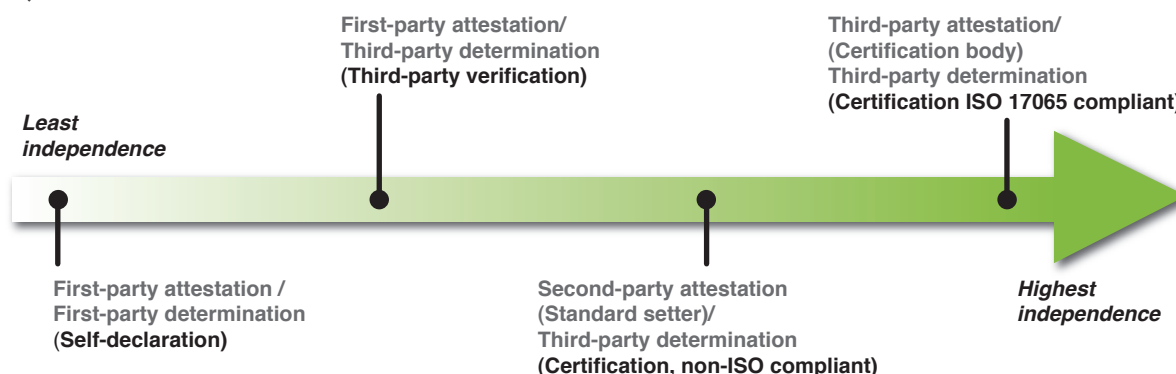 First-party attestation/
Third-party determination
(Third-party verification)
Third-party attestation/
(Certification body)
Third-party determination
(Certification ISO 17065 compliant)
Least
independence
First-party attestation /
First-party determination
(Self-declaration)
Second-party attestation
(Standard setter)/
Third-party determination
(Certification, non-ISO compliant)
Highest
independence